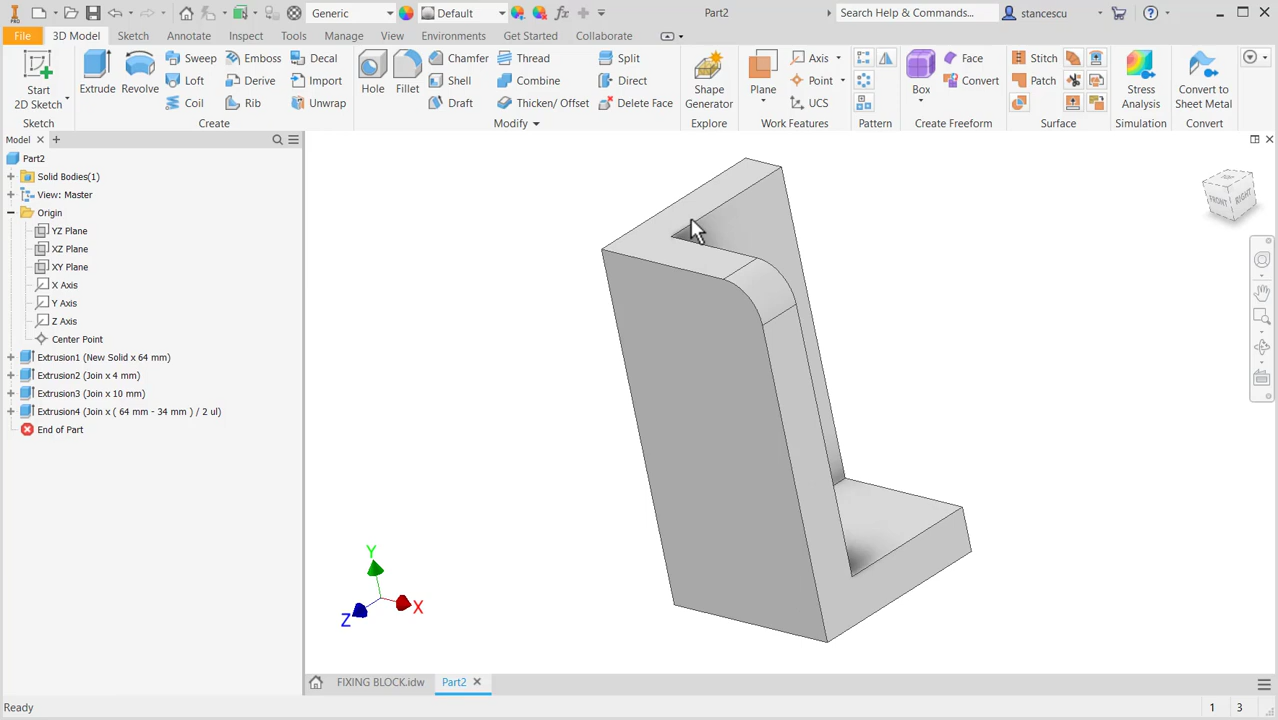 PRO
Generic
Default
Part2
Search Help & Commands...
stancescu
File
3D Model
Sketch
Annotate
Inspect
Tools
Manage
View
Environments
Get Started
Collaborate
Start
2D Sketch
Extrude
Revolve
Sweep
Loft
Coil
Emboss
Derive
Rib
Decal
Import
Unwrap
Hole
Fillet
Chamfer
Shell
Draft
Thread
Combine
Thicken/ Offset
Split
Direct
Delete Face
Shape
Generator
Plane
Axis
Point
UCS
Box
Face
Convert
Stitch
Patch
Stress
Analysis
Convert to
Sheet Metal
Sketch
Create
Modify
Explore
Work Features
Pattern
Create Freeform
Surface
Simulation
Convert
Model
Part2
Solid Bodies(1)
View: Master
Origin
YZ Plane
XZ Plane
XY Plane
X Axis
Y Axis
Z Axis
Center Point
Extrusion1 (New Solid x 64 mm)
Extrusion2 (Join x 4 mm)
Extrusion3 (Join x 10 mm)
Extrusion4 (Join x ( 64 mm - 34 mm ) / 2 ul)
End of Part
FRONT
RIGHT
Y
X
Z
FIXING BLOCK.idw
Part2
Ready
1
3